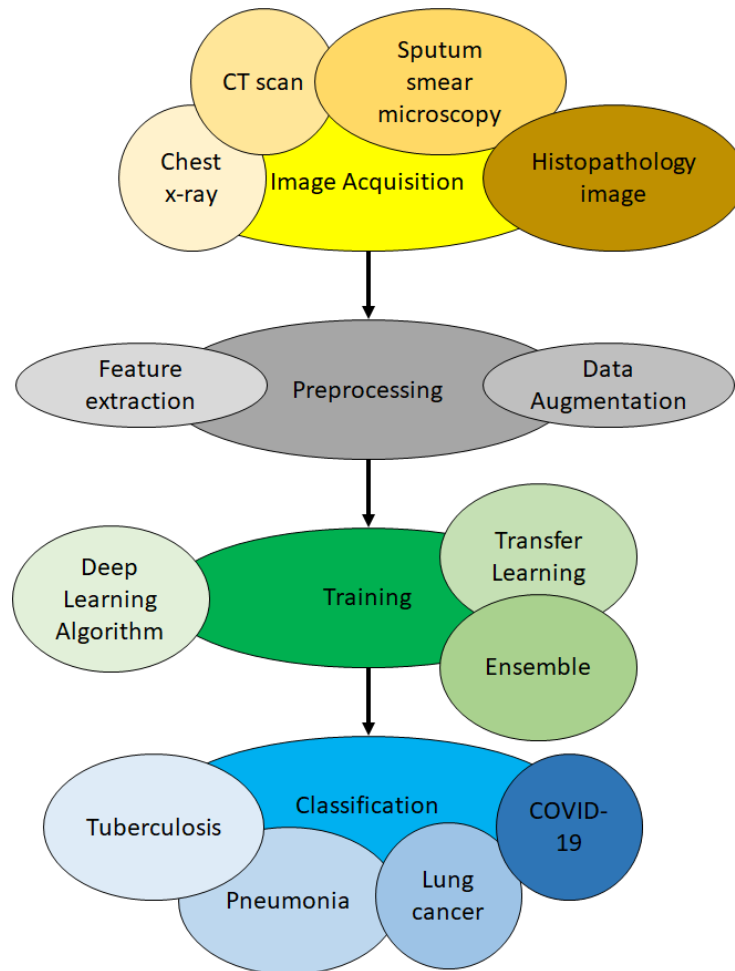 CT scan
Sputum
smear
microscopy
Chest
x-ray
Image Acquisition
Histopathology
image
Feature
extraction
Preprocessing
Data
Augmentation
Deep
Learning
Algorithm
Training
Transfer
Learning
Ensemble
Tuberculosis
Classification
COVID-
19
Pneumonia
Lung
cancer